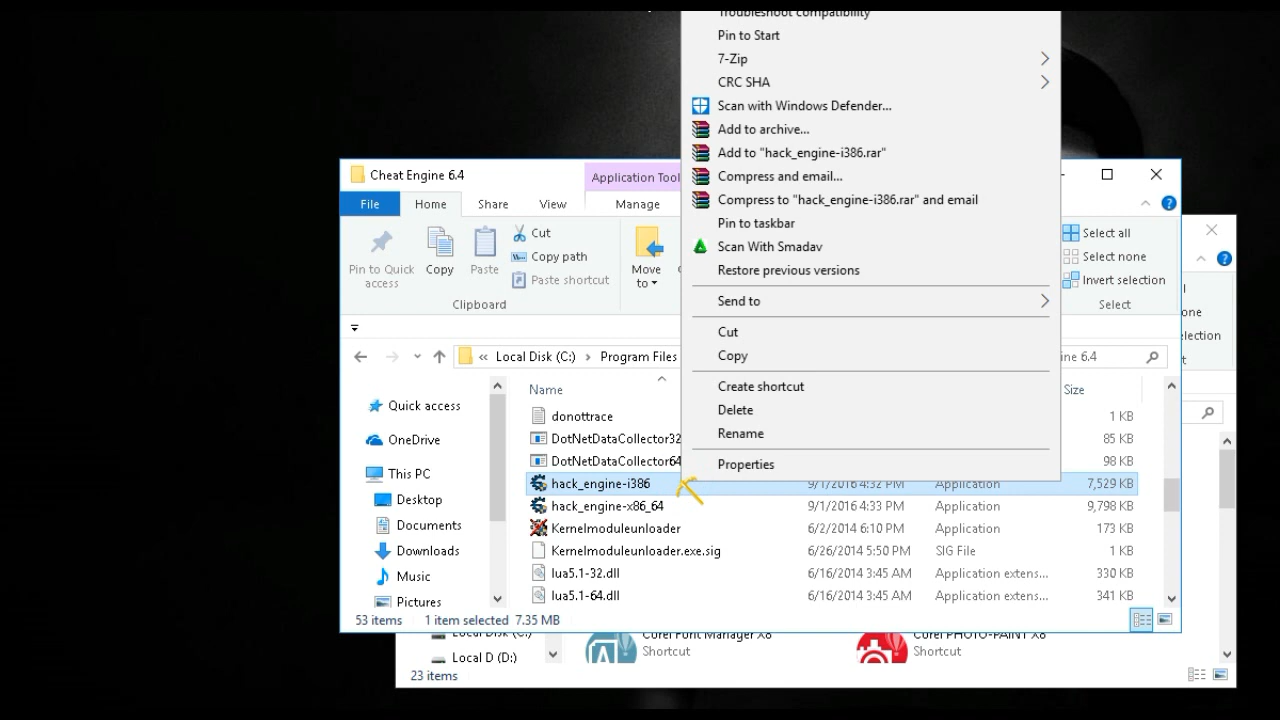 Troubleshoot compatibility
Pin to Start
7-Zip
CRC SHA
Scan with Windows Defender...
Add to archive...
Add to "hack_engine-i386.rar"
Compress and email...
Compress to "hack_engine-i386.rar" and email
Pin to taskbar
Scan With Smadav
Restore previous versions
Send to
Cut
Copy
Create shortcut
Delete
Rename
Properties
Cheat Engine 6.4
Application Tool
File Home Share View Manage
Pin to Quick access
Copy
Paste
Cut
Copy path
Paste shortcut
Clipboard
Move to
Select all
Select none
Invert selection
Select
« Local Disk (C:) › Program Files
ine 6.4
Quick access
OneDrive
This PC
Desktop
Documents
Downloads
Music
Pictures
Name Size
donottrace 1 KB
DotNetDataCollector32 85 KB
DotNetDataCollector64 98 KB
hack_engine-i386 9/1/2016 4:32 PM Application 7,529 KB
hack_engine-x86_64 9/1/2016 4:33 PM Application 9,798 KB
Kernelmoduleunloader 6/2/2014 6:10 PM Application 173 KB
Kernelmoduleunloader.exe.sig 6/26/2014 5:50 PM SIG File 1 KB
lua5.1-32.dll 6/16/2014 3:45 AM Application extens... 330 KB
lua5.1-64.dll 6/16/2014 3:45 AM Application extens... 341 KB
53 items 1 item selected 7.35 MB
one
lection
Local Disk (C:)
Local D (D:)
Corel Font Manager X8
Shortcut
Corel PHOTO-PAINT X8
Shortcut
23 items